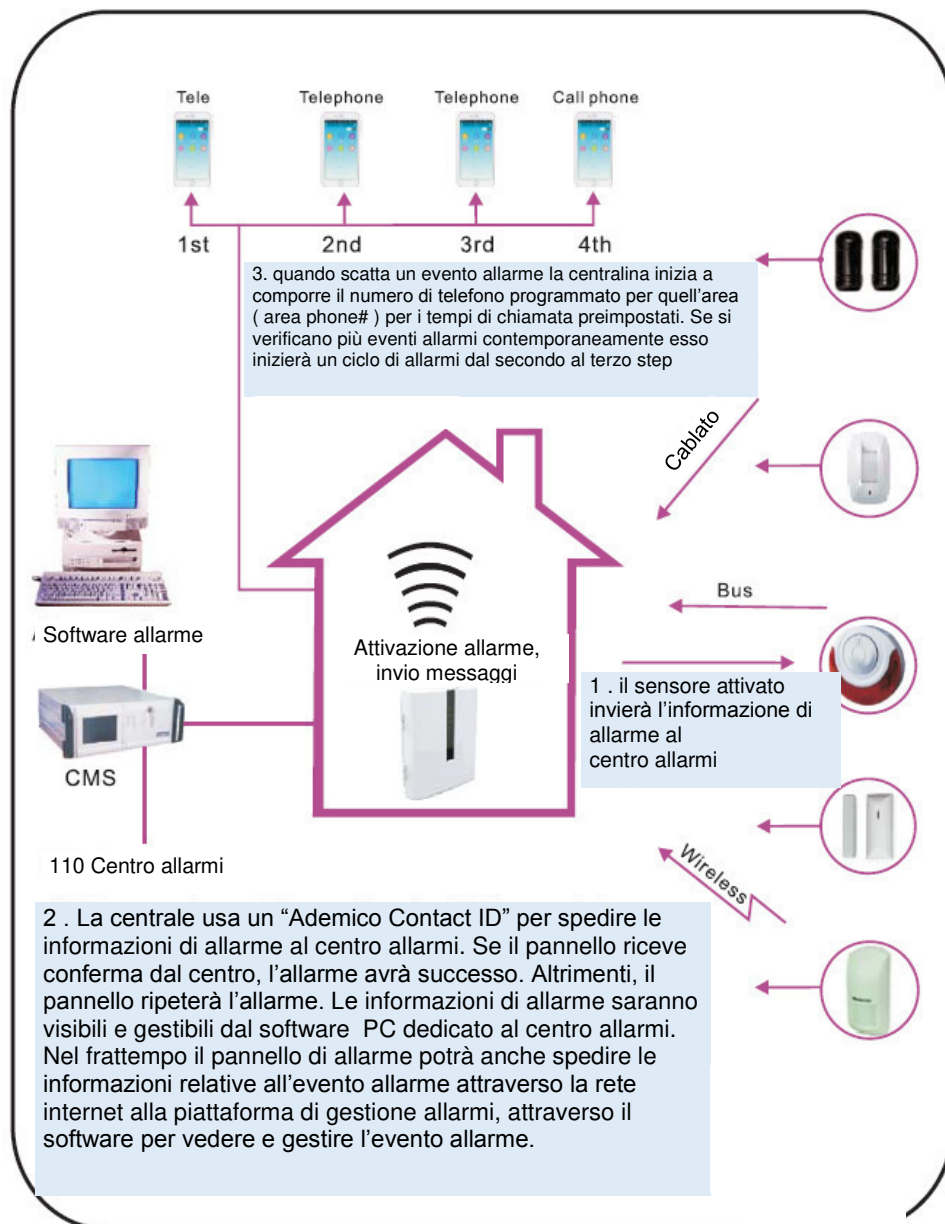 Tele Telephone Telephone Call phone
1st 2nd 3rd 4th
3. quando scatta un evento allarme la centralina inizia a
comporre il numero di telefono programmato per quell'area
( area phone# ) per i tempi di chiamata preimpostati. Se si
verificano più eventi allarmi contemporaneamente esso
inizierà un ciclo di allarmi dal secondo al terzo step
Cablato
Bus
Software allarme
Attivazione allarme,
invio messaggi
1 . il sensore attivato
invierà l'informazione di
allarme al
centro allarmi
CMS
110 Centro allarmi
Wireless
2 . La centrale usa un “Ademico Contact ID” per spedire le
informazioni di allarme al centro allarmi. Se il pannello riceve
conferma dal centro, l'allarme avrà successo. Altrimenti, il
pannello ripeterà l'allarme. Le informazioni di allarme saranno
visibili e gestibili dal software PC dedicato al centro allarmi.
Nel frattempo il pannello di allarme potrà anche spedire le
informazioni relative all'evento allarme attraverso la rete
internet alla piattaforma di gestione allarmi, attraverso il
software per vedere e gestire l'evento allarme.